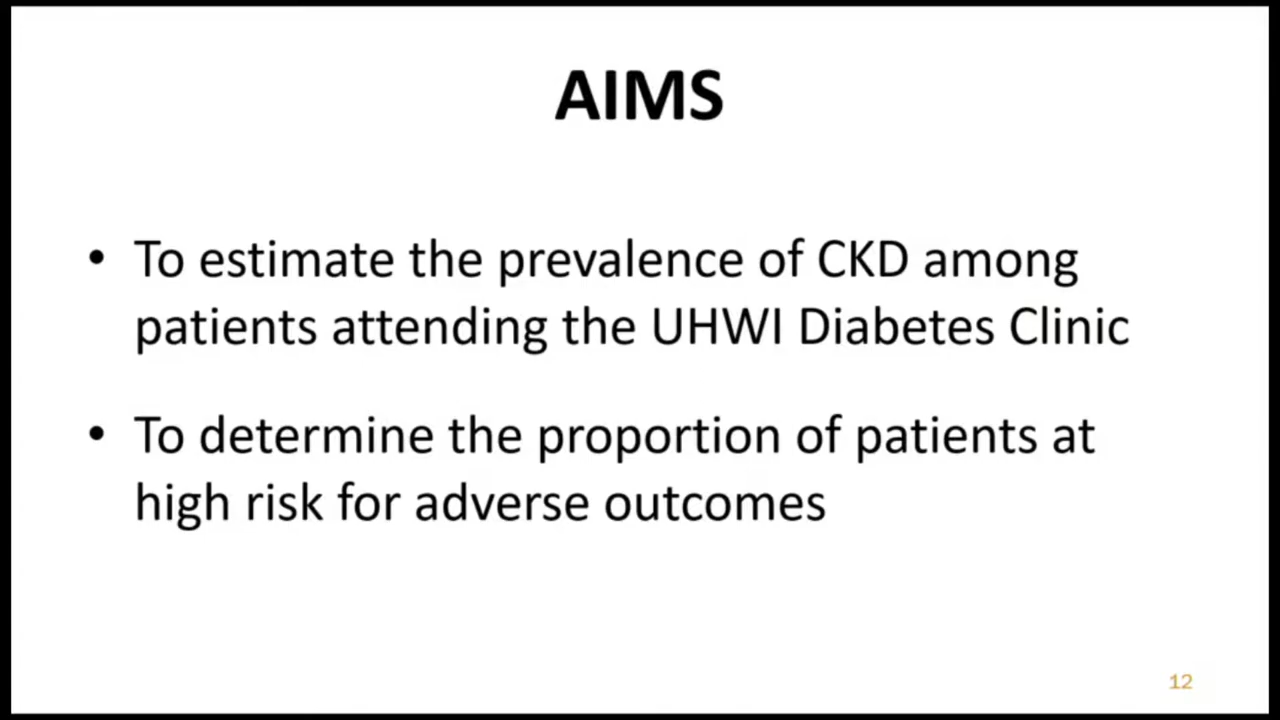 AIMS
• To estimate the prevalence of CKD among
patients attending the UHWI Diabetes Clinic
• To determine the proportion of patients at
high risk for adverse outcomes
12